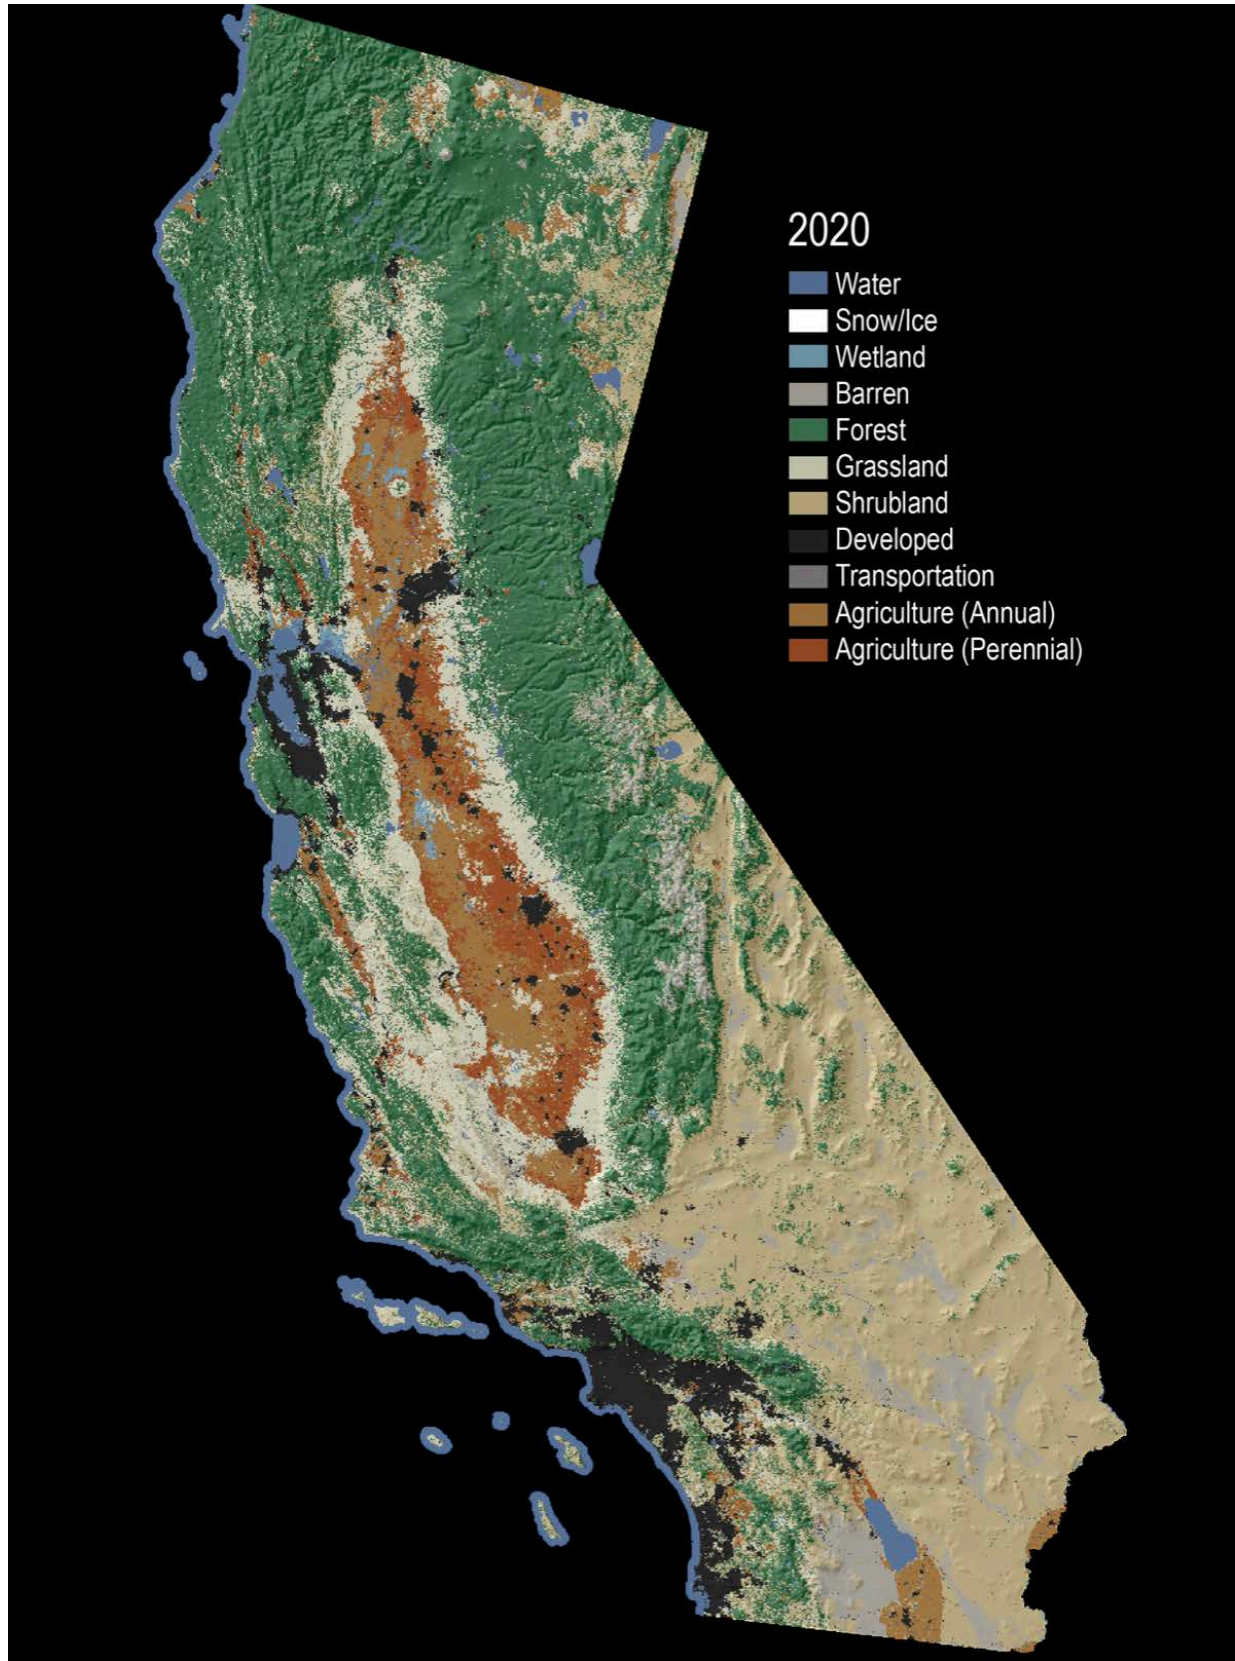 2020
Water
Snow/Ice
Wetland
Barren
Forest
Grassland
Shrubland
Developed
Transportation
Agriculture (Annual)
Agriculture (Perennial)